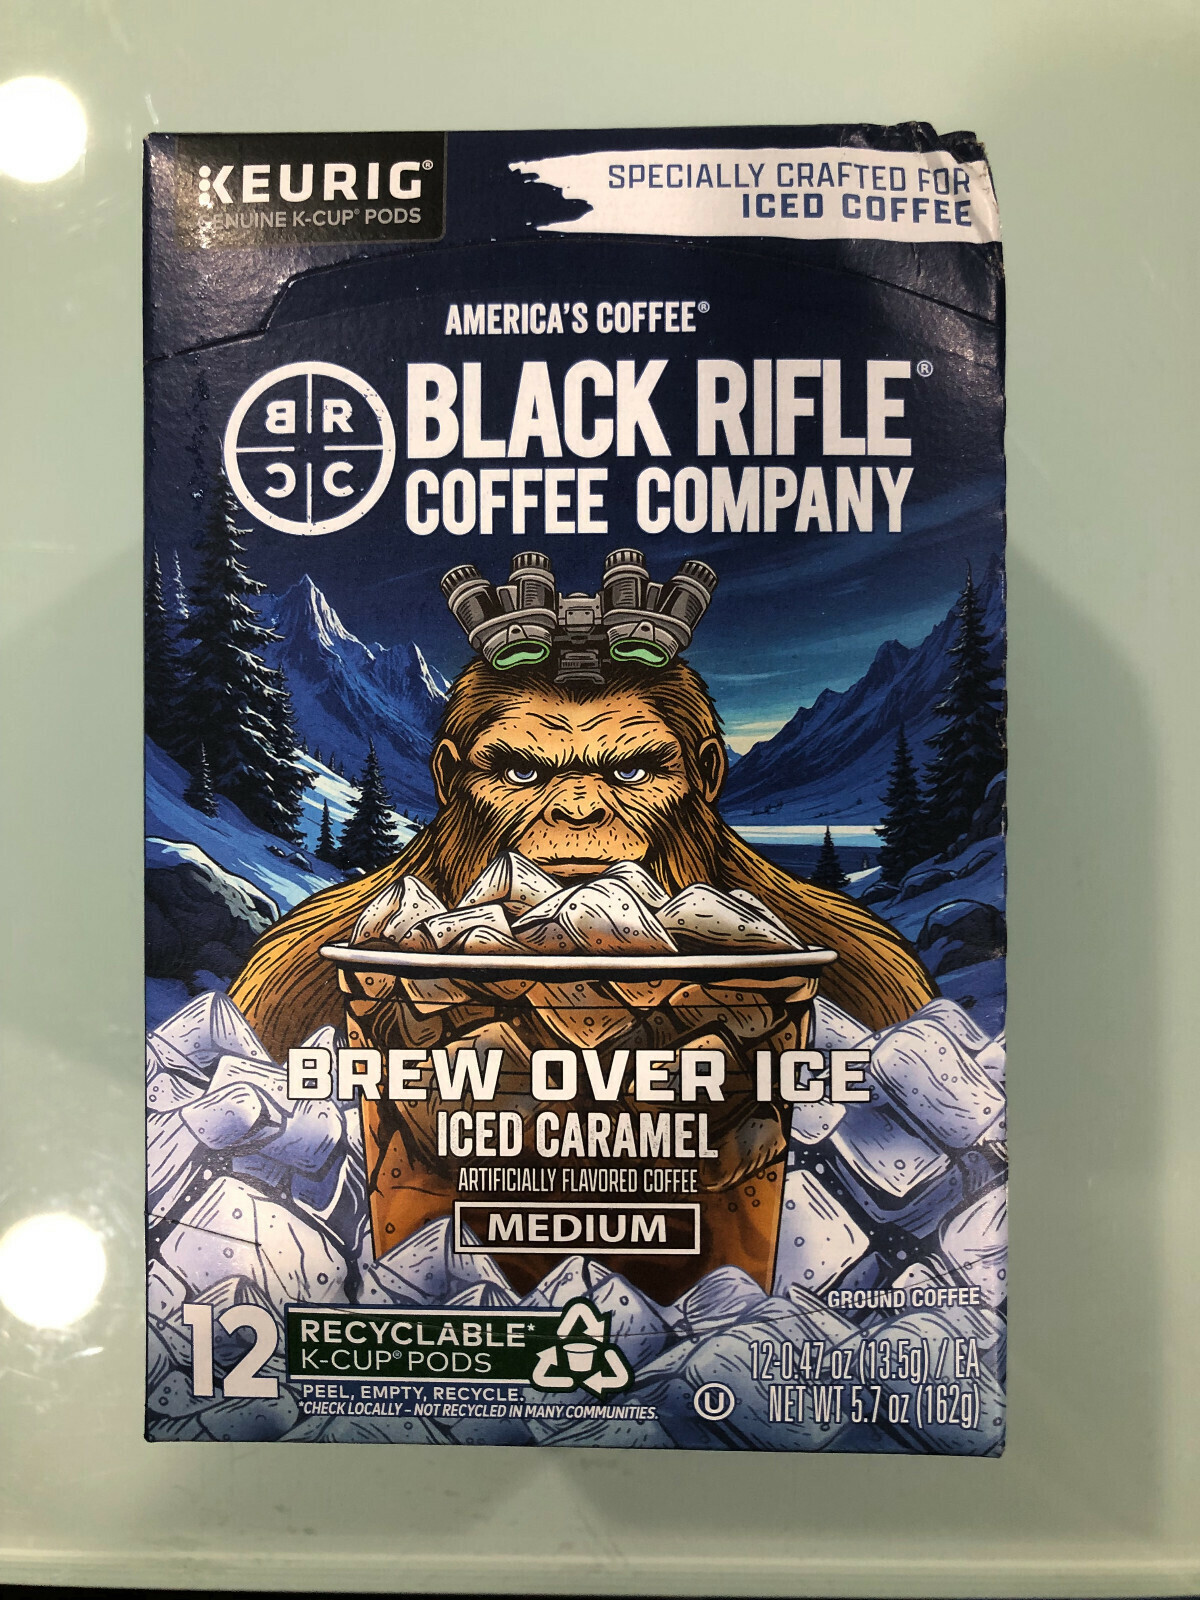 KEURIG®
GENUINE K-CUP® PODS
SPECIALLY CRAFTED FOR
ICED COFFEE
AMERICA'S COFFEE®
BR
CC
BLACK RIFLE®
COFFEE COMPANY
BREW OVER ICE
ICED CARAMEL
ARTIFICIALLY FLAVORED COFFEE
MEDIUM
GROUND COFFEE
12
RECYCLABLE*
K-CUP® PODS
PEEL, EMPTY, RECYCLE.
*CHECK LOCALLY – NOT RECYCLED IN MANY COMMUNITIES.
U
12-0.47 oz (13.5g) / EA
NET WT 5.7 oz (162g)